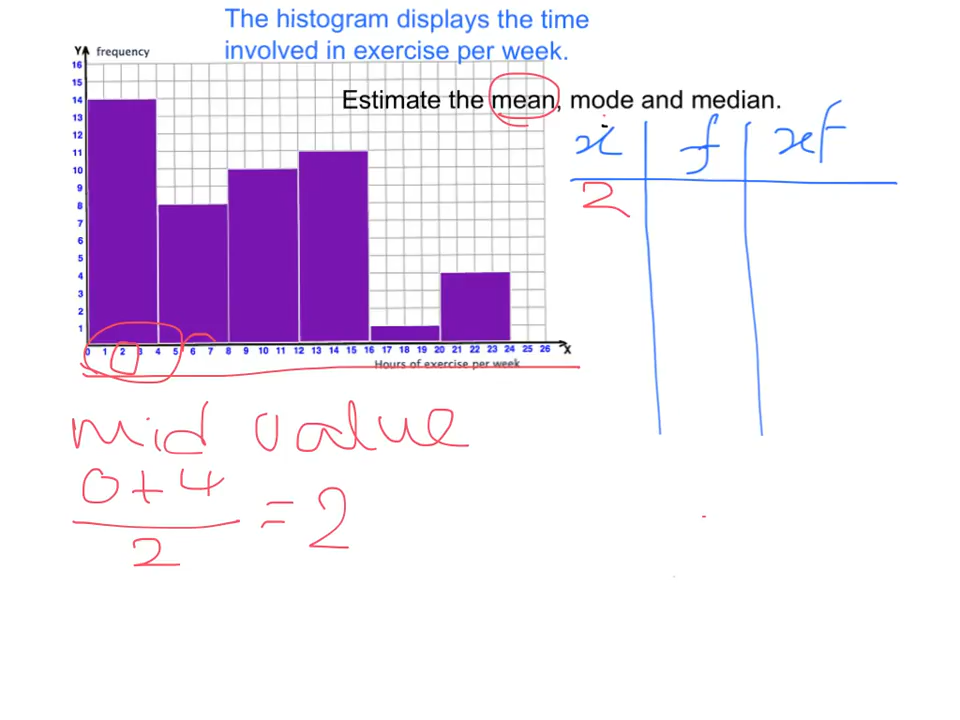 The histogram displays the time
involved in exercise per week.
Y frequency
Estimate the mean, mode and median.
16
15
14
13
12
11
10
9
8
7
6
5
4
3
2
1
0 1 2 3 4 5 6 7 8 9 10 11 12 13 14 15 16 17 18 19 20 21 22 23 24 25 26 X
Hours of exercise per week
x f xf
2
mid value
0+4
2
= 2